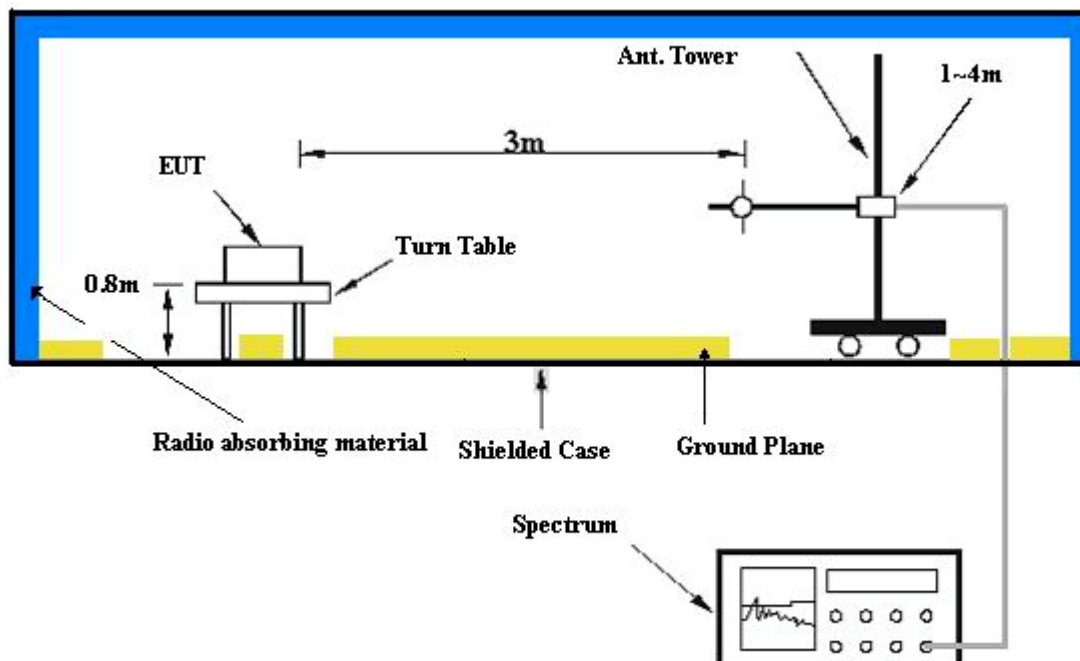 Ant. Tower
1~4m
3m
EUT
Turn Table
0.8m
Radio absorbing material
Shielded Case
Ground Plane
Spectrum